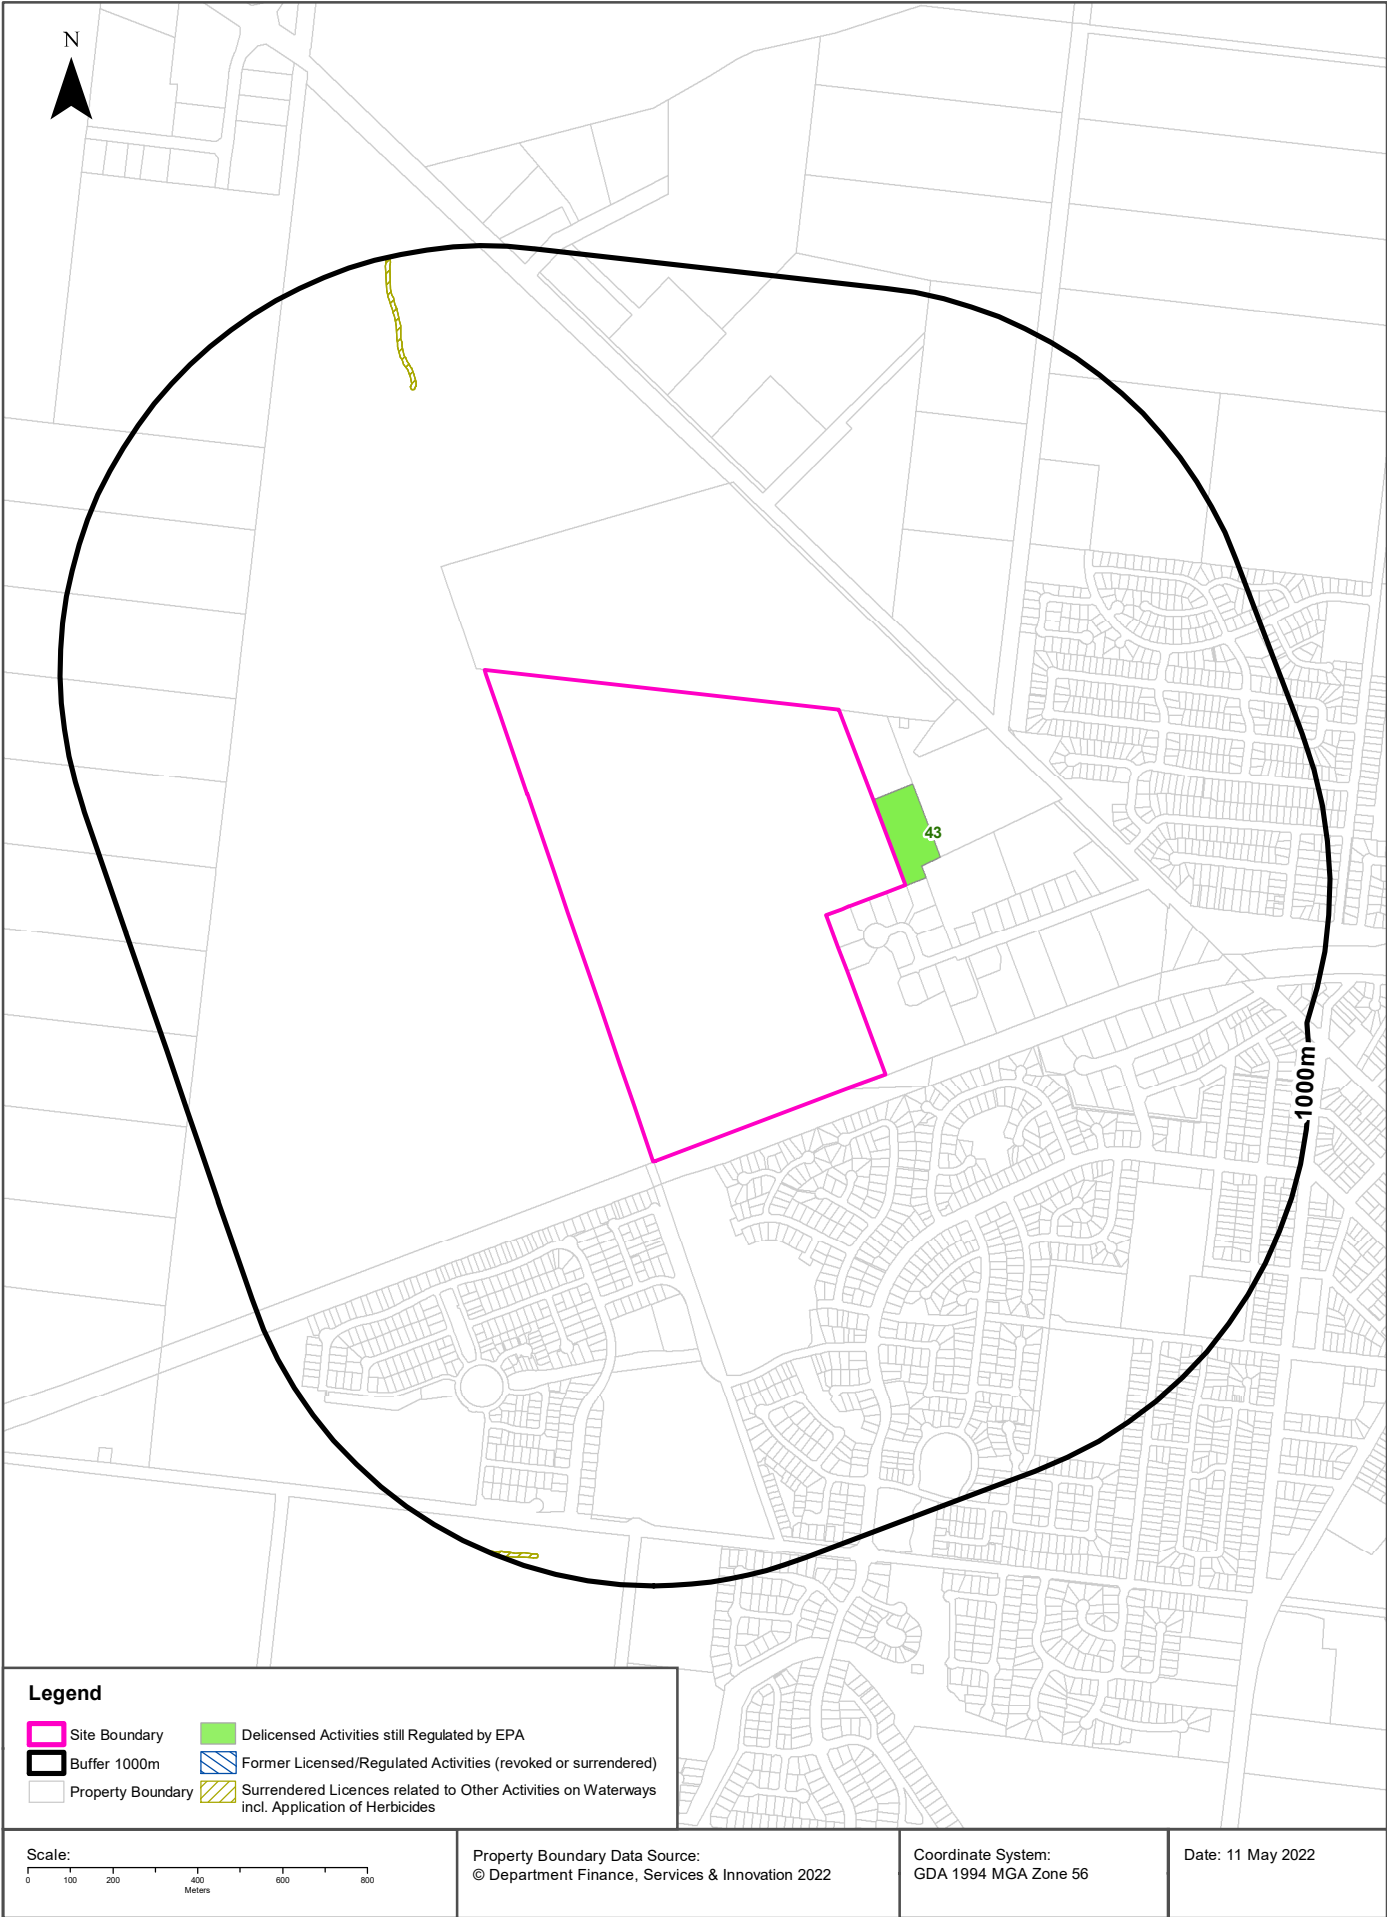 N
43
1000m
Legend
Site Boundary
Buffer 1000m
Property Boundary
Delicensed Activities still Regulated by EPA
Former Licensed/Regulated Activities (revoked or surrendered)
Surrendered Licences related to Other Activities on Waterways
incl. Application of Herbicides
Scale:
0 100 200 400 600 800
Meters
Property Boundary Data Source:
© Department Finance, Services & Innovation 2022
Coordinate System:
GDA 1994 MGA Zone 56
Date: 11 May 2022